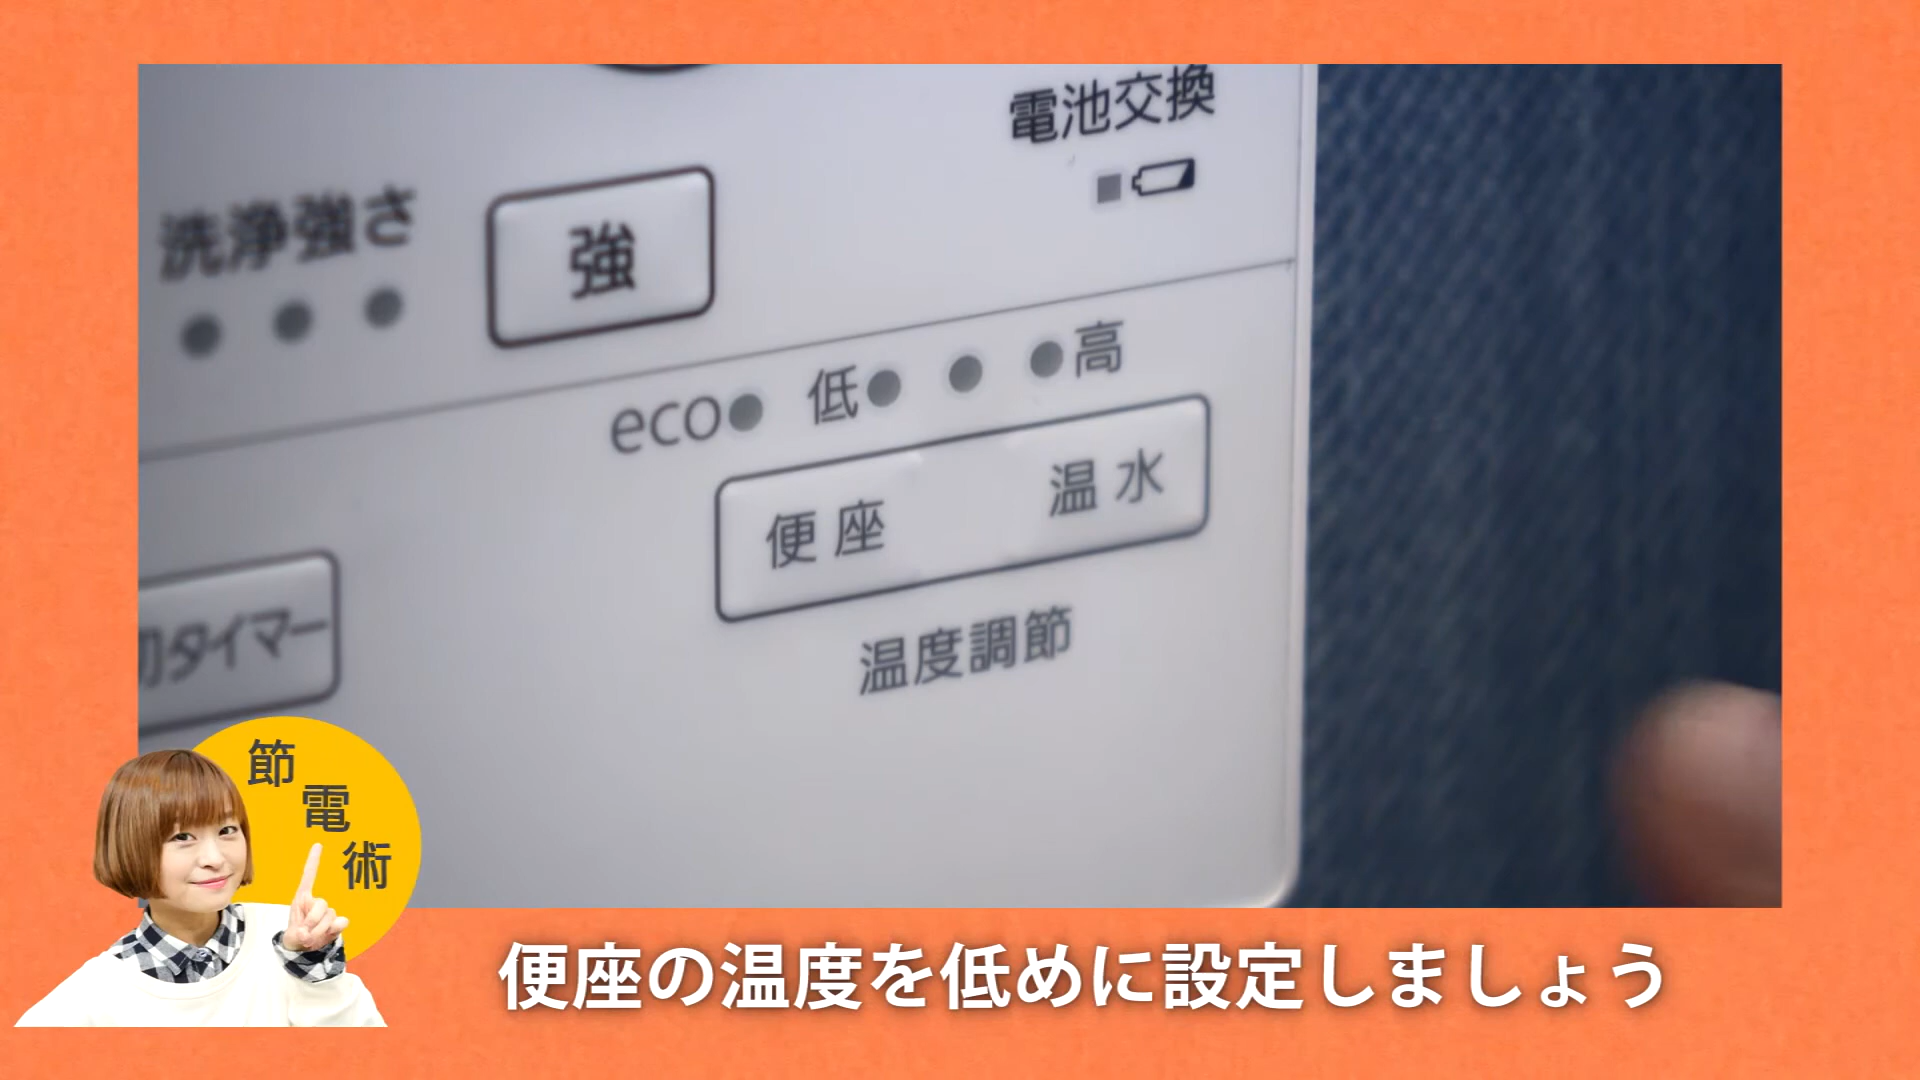 電池交換
洗浄強さ
強
eco 低 高
便座 温水
切タイマー
温度調節
節電術
便座の温度を低めに設定しましょう